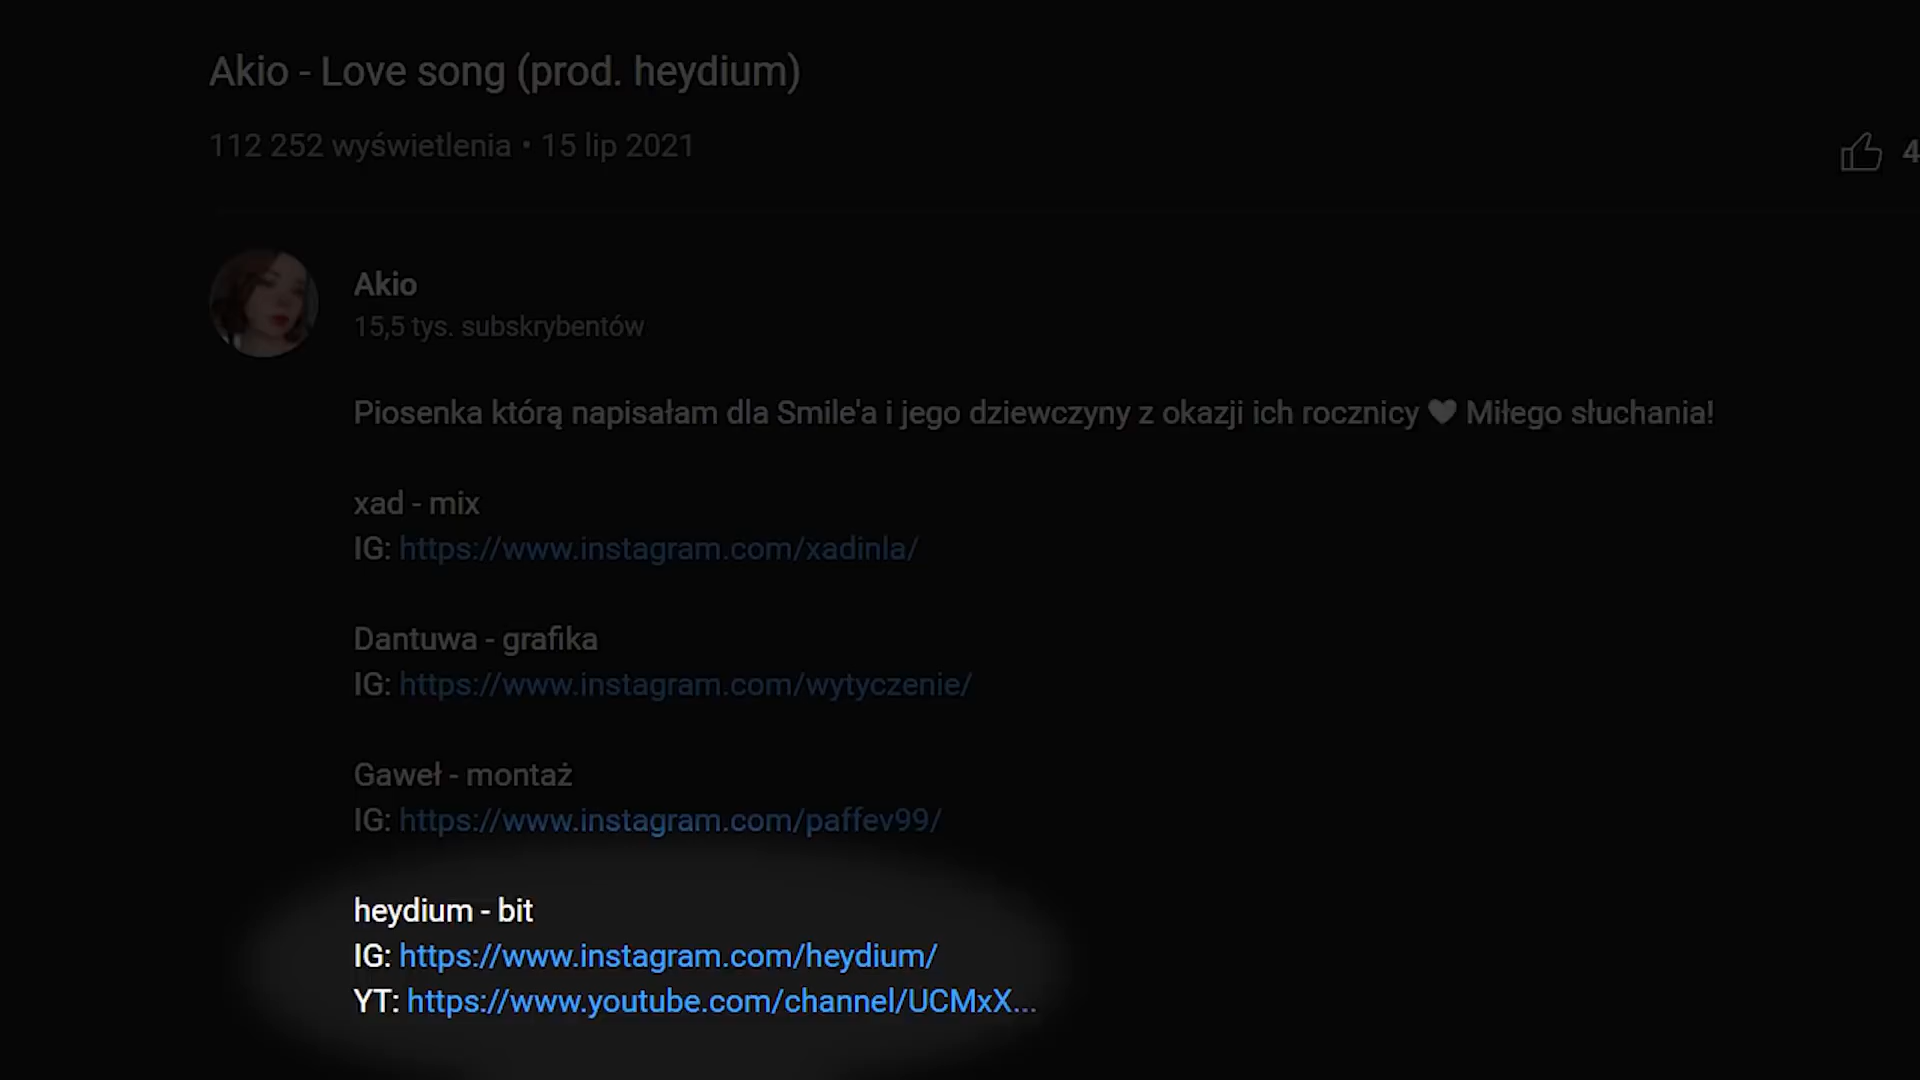 Akio - Love song (prod. heydium)
112 252 wyświetlenia • 15 lip 2021
4
Akio
15,5 tys. subskrybentów
Piosenka którą napisałam dla Smile'a i jego dziewczyny z okazji ich rocznicy ♥ Miłego słuchania!
xad - mix
IG: https://www.instagram.com/xadinla/
Dantuwa - grafika
IG: https://www.instagram.com/wytyczenie/
Gaweł - montaż
IG: https://www.instagram.com/paffev99/
heydium - bit
IG: https://www.instagram.com/heydium/
YT: https://www.youtube.com/channel/UCMxX...